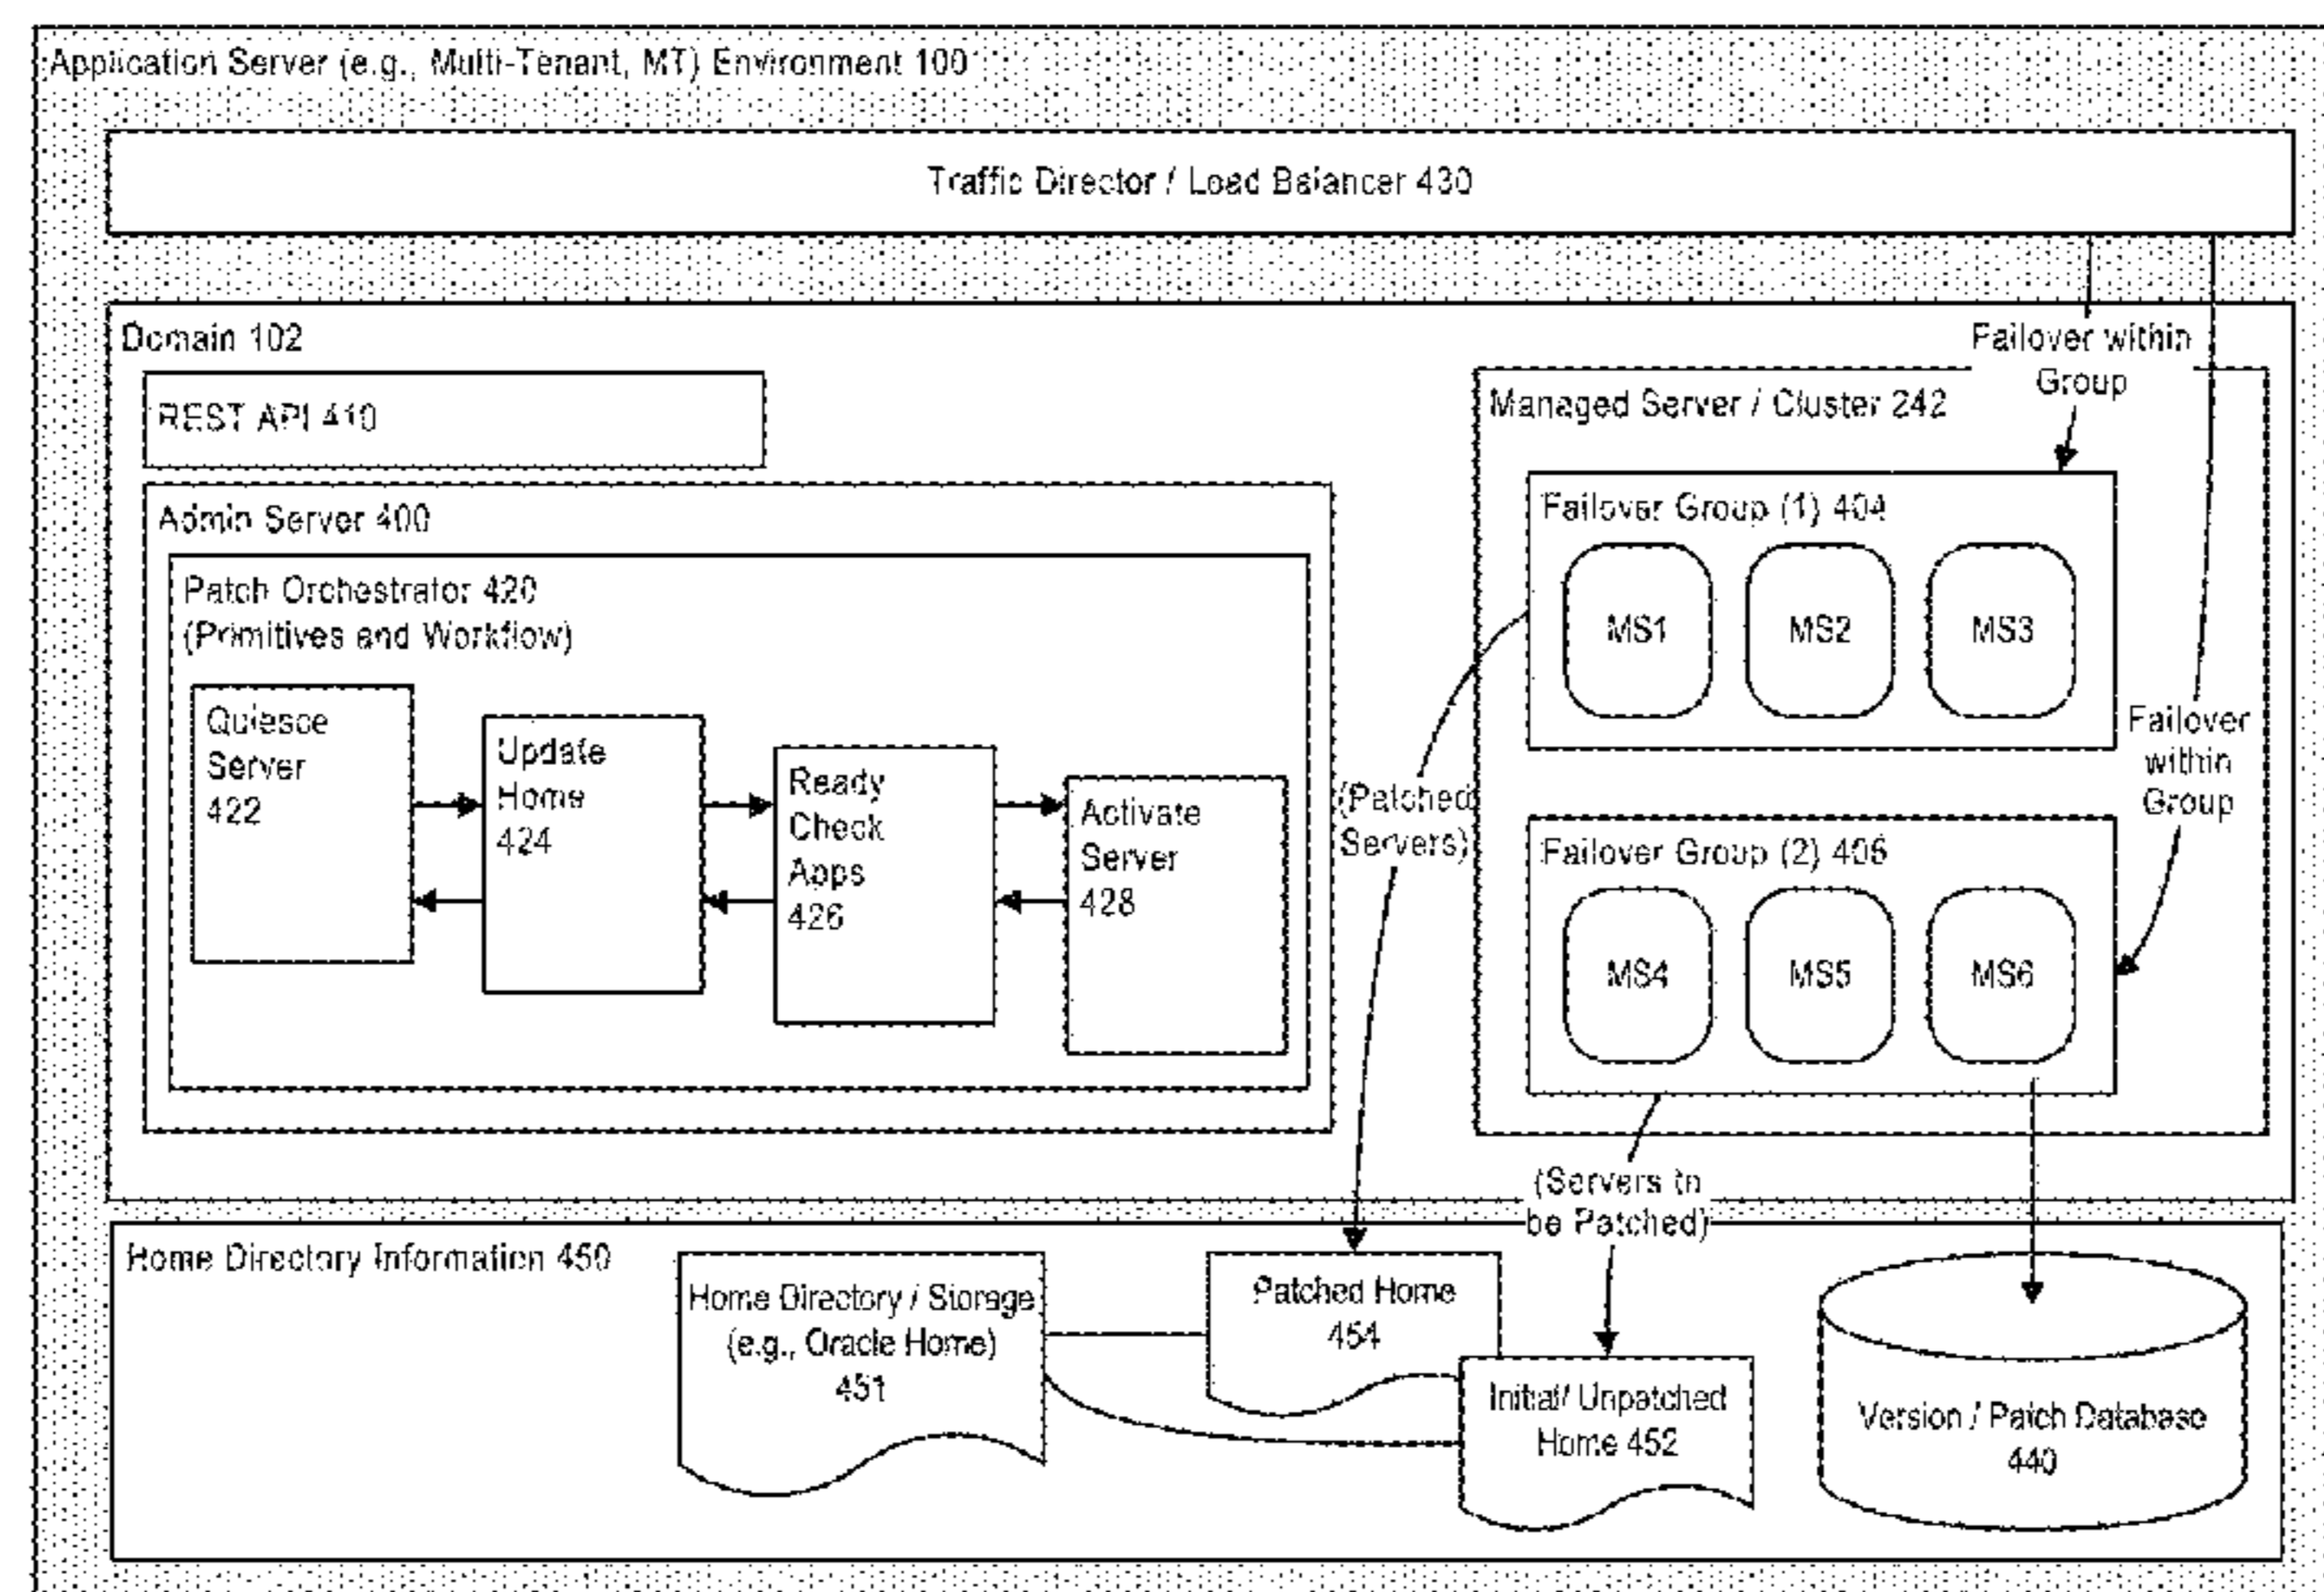 Application Server (e.g., Multi-Tenant, MT) Environment 100
Traffic Director / Load Balancer 430
Domain 102
REST API 410
Admin Server 400
Patch Orchestrator 420
(Primitives and Workflow)
Quiesce
Server
422
Update
Home
424
Ready
Check
Apps
426
Activate
Server
428
Failover within
Group
Managed Server / Cluster 242
Failover Group (1) 404
MS1
MS2
MS3
Failover
within
Group
(Patched
Servers)
Failover Group (2) 406
MS4
MS5
MS6
(Servers to
be Patched)
Home Directory Information 450
Home Directory / Storage
(e.g., Oracle Home)
451
Patched Home
454
Initial/ Unpatched
Home 452
Version / Patch Database
440